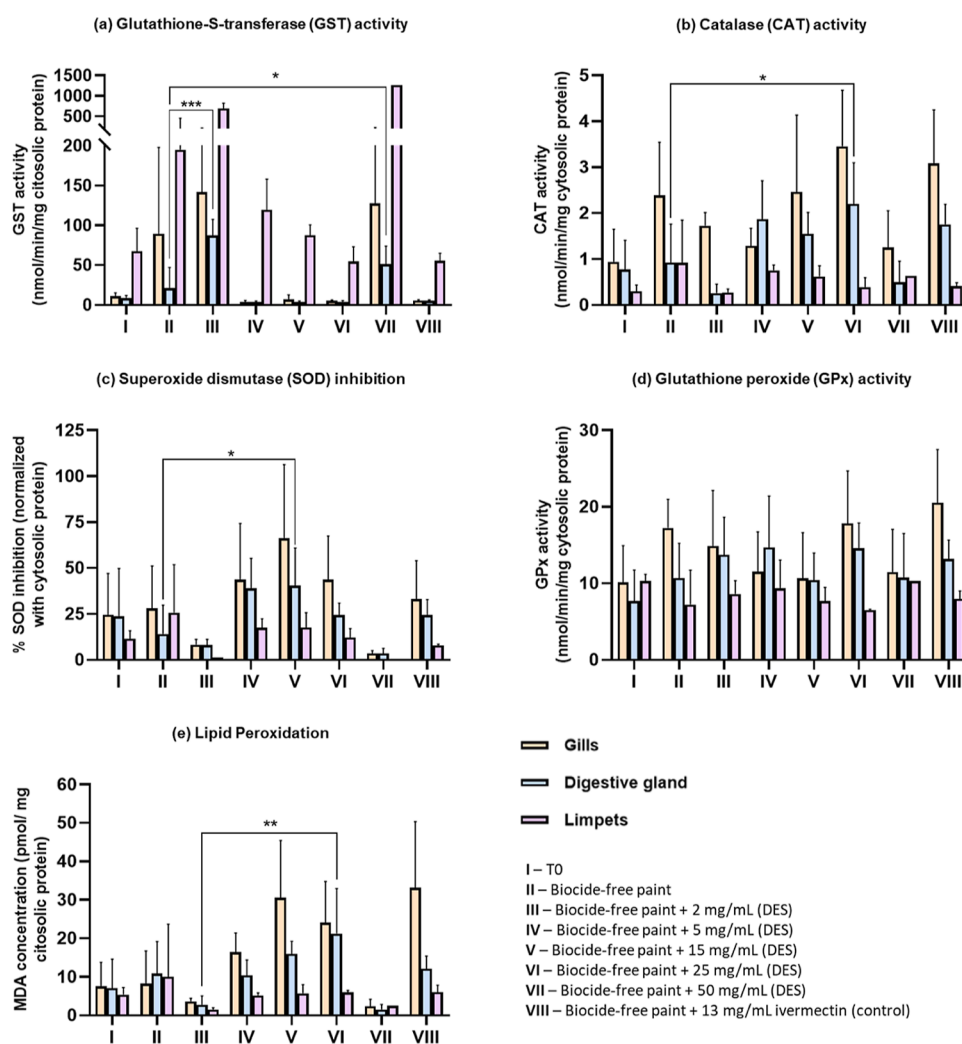 (a) Glutathione-S-transferase (GST) activity
GST activity
(nmol/min/mg citosolic protein)
1500
1000
500
200
150
100
50
0
*
***
I II III IV V VI VII VIII
(b) Catalase (CAT) activity
CAT activity
(nmol/min/mg cytosolic protein)
5
4
3
2
1
0
*
I II III IV V VI VII VIII
(c) Superoxide dismutase (SOD) inhibition
% SOD inhibition (normalized
with cytosolic protein)
125
100
75
50
25
0
*
I II III IV V VI VII VIII
(d) Glutathione peroxide (GPx) activity
GPx activity
(nmol/min/mg cytosolic protein)
30
20
10
0
I II III IV V VI VII VIII
(e) Lipid Peroxidation
MDA concentration (pmol/ mg
citosolic protein)
60
50
40
30
20
10
0
**
I II III IV V VI VII VIII
Gills
Digestive gland
Limpets
I – T0
II – Biocide-free paint
III – Biocide-free paint + 2 mg/mL (DES)
IV – Biocide-free paint + 5 mg/mL (DES)
V – Biocide-free paint + 15 mg/mL (DES)
VI – Biocide-free paint + 25 mg/mL (DES)
VII – Biocide-free paint + 50 mg/mL (DES)
VIII – Biocide-free paint + 13 mg/mL ivermectin (control)